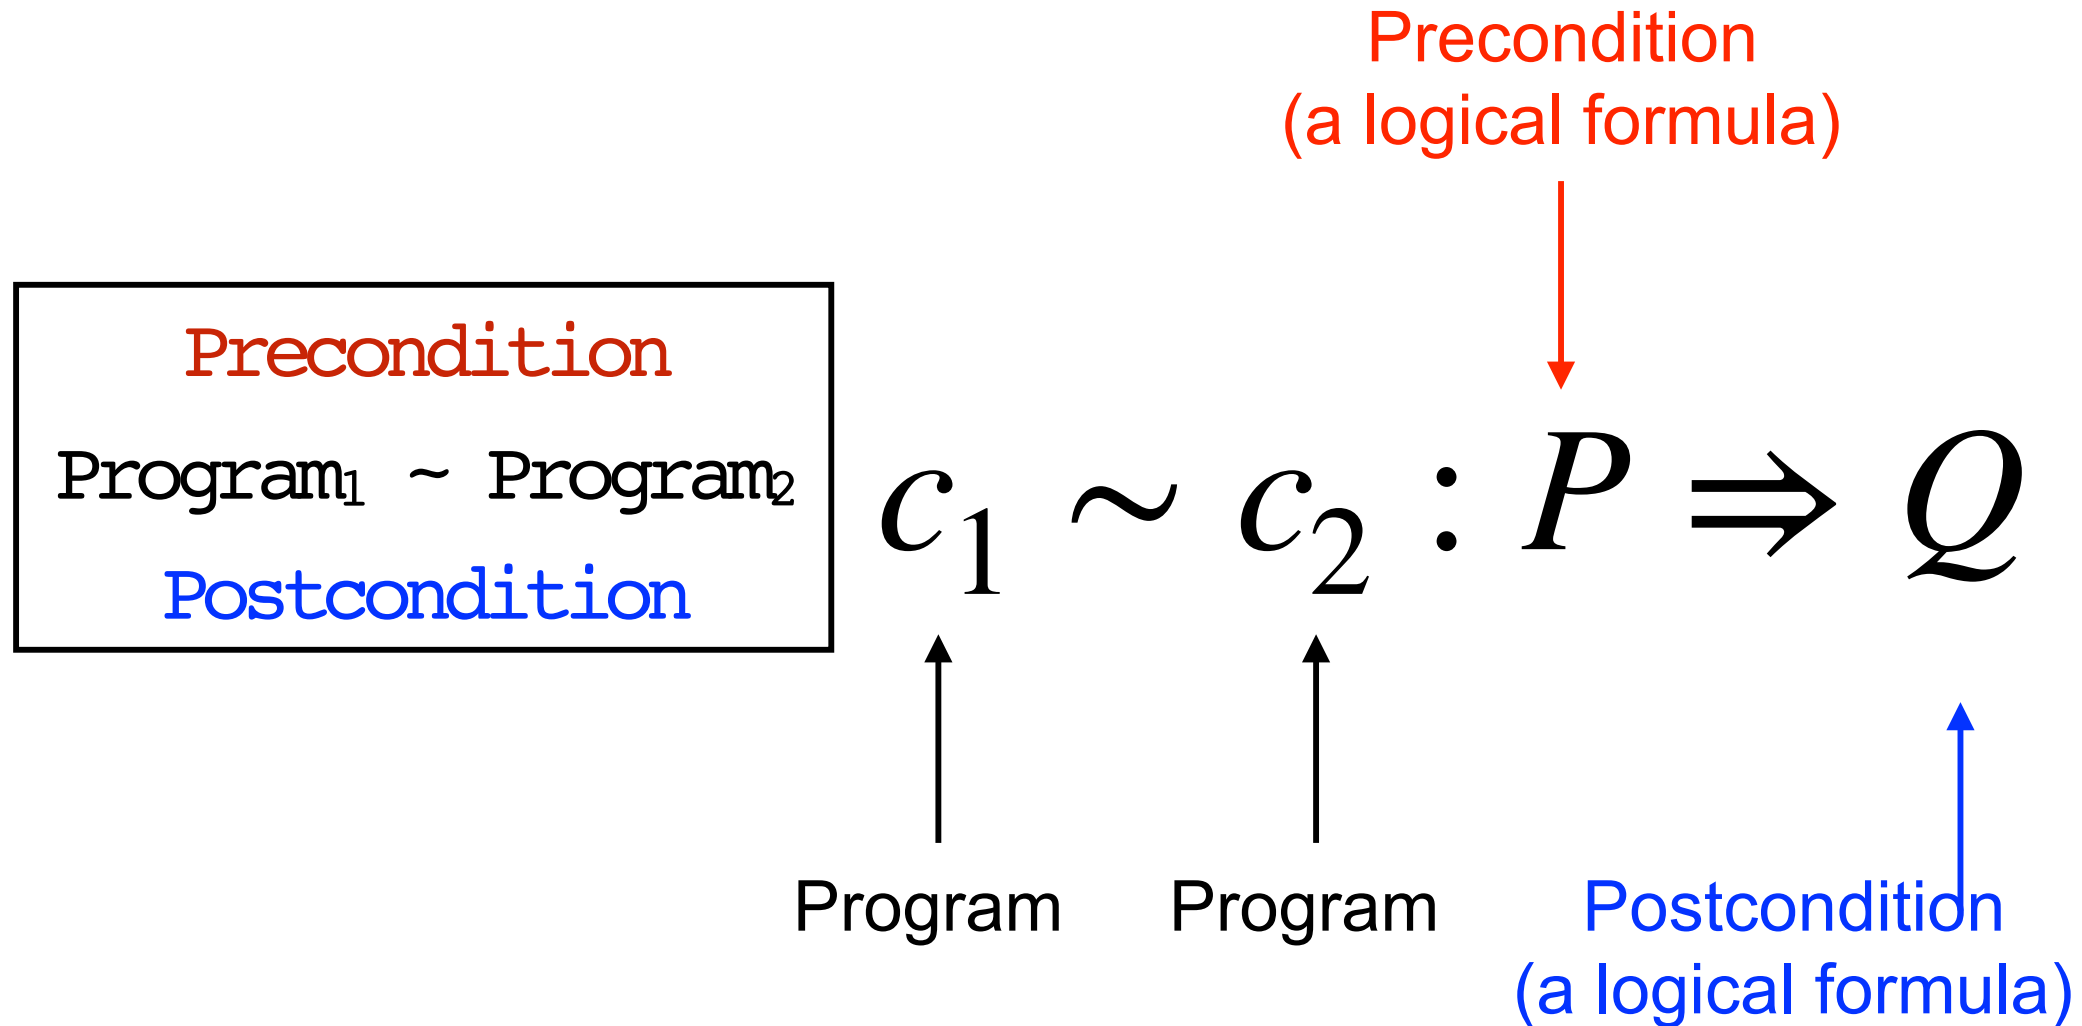 Precondition
(a logical formula)
Precondition
Program₁ ~ Program₂
Postcondition
c₁ ∼ c₂ : P ⇒ Q
Program Program Postcondition
(a logical formula)